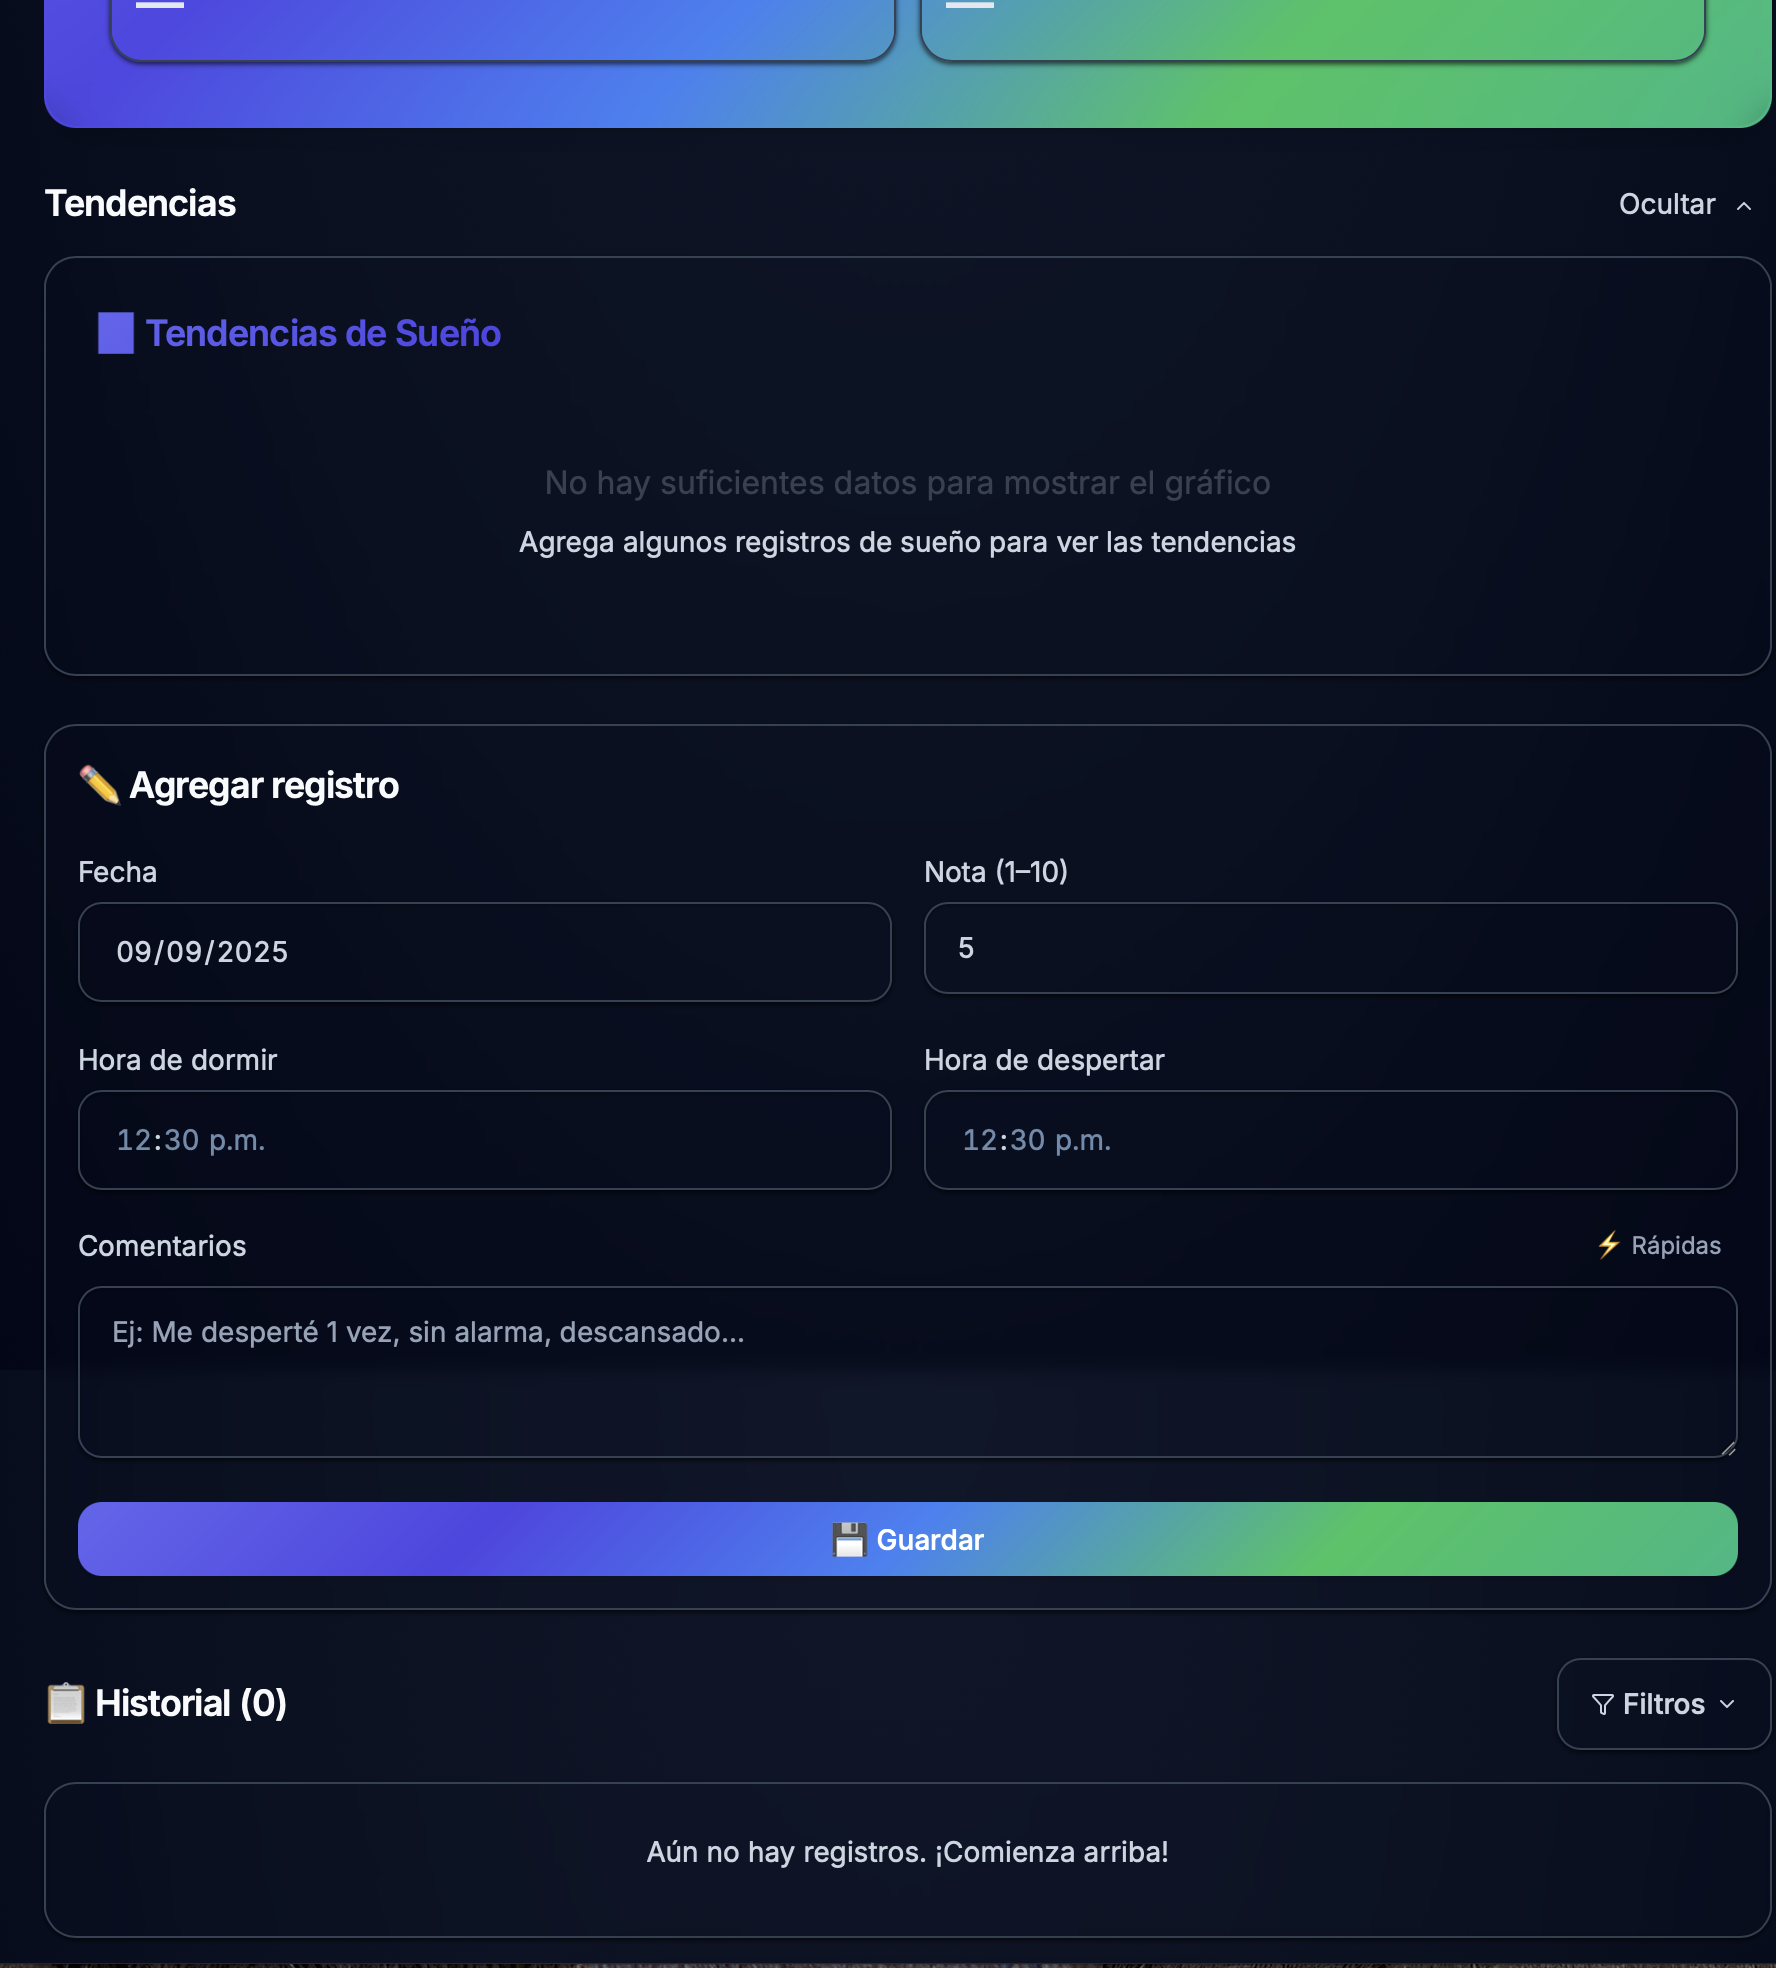 Tendencias
Ocultar
Tendencias de Sueño
No hay suficientes datos para mostrar el gráfico
Agrega algunos registros de sueño para ver las tendencias
✏️ Agregar registro
Fecha
Nota (1–10)
09/09/2025
5
Hora de dormir
Hora de despertar
12:30 p.m.
12:30 p.m.
Comentarios
⚡ Rápidas
Ej: Me desperté 1 vez, sin alarma, descansado...
💾 Guardar
📋 Historial (0)
Filtros
Aún no hay registros. ¡Comienza arriba!